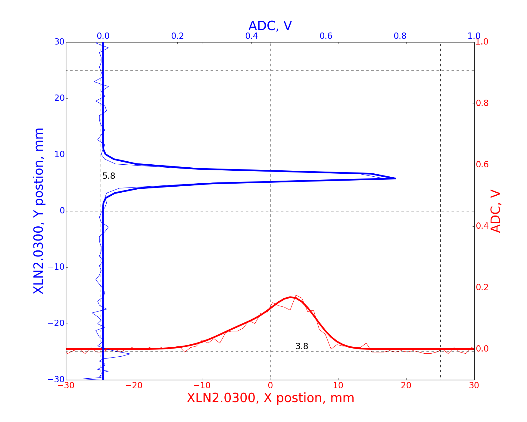 ADC, V
0.0 0.2 0.4 0.6 0.8 1.0
30 1.0
20 0.8
10 0.6
5.8
0 0.4
−10 0.2
−20
3.8 0.0
−30
−30 −20 −10 0 10 20 30
XLN2.0300, X postion, mm
XLN2.0300, Y postion, mm
ADC, V